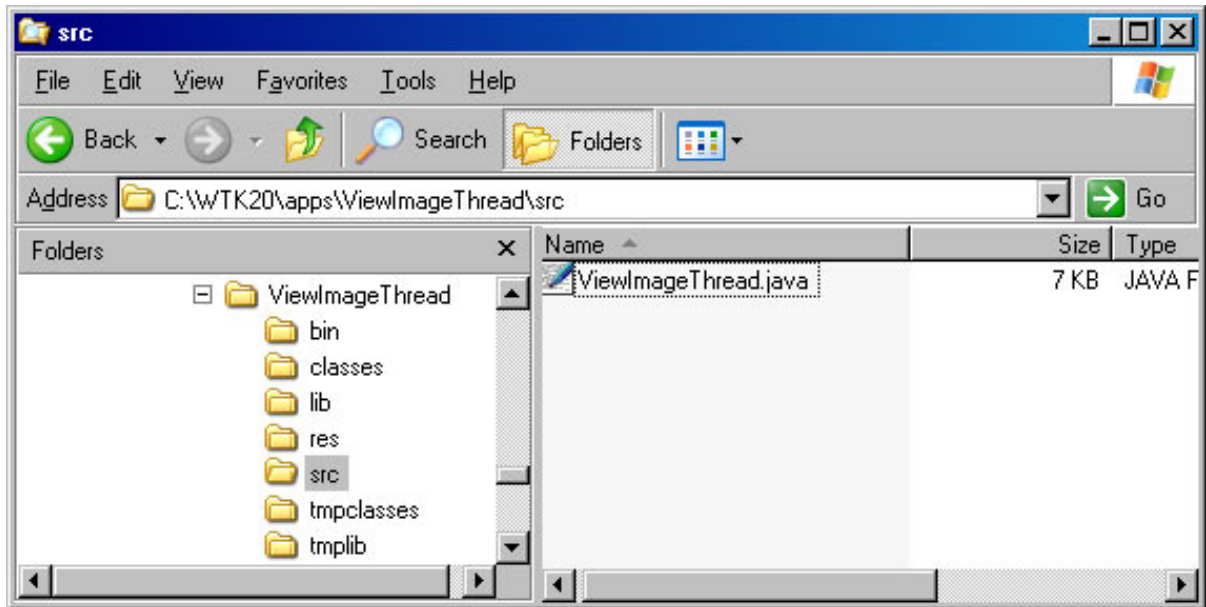 src
File Edit View Favorites Tools Help
Back Search Folders
Address C:\WTK20\apps\ViewImageThread\src Go
Folders Name Size Type
ViewImageThread ViewImageThread.java 7 KB JAVA F
bin
classes
lib
res
src
tmpclasses
tmplib